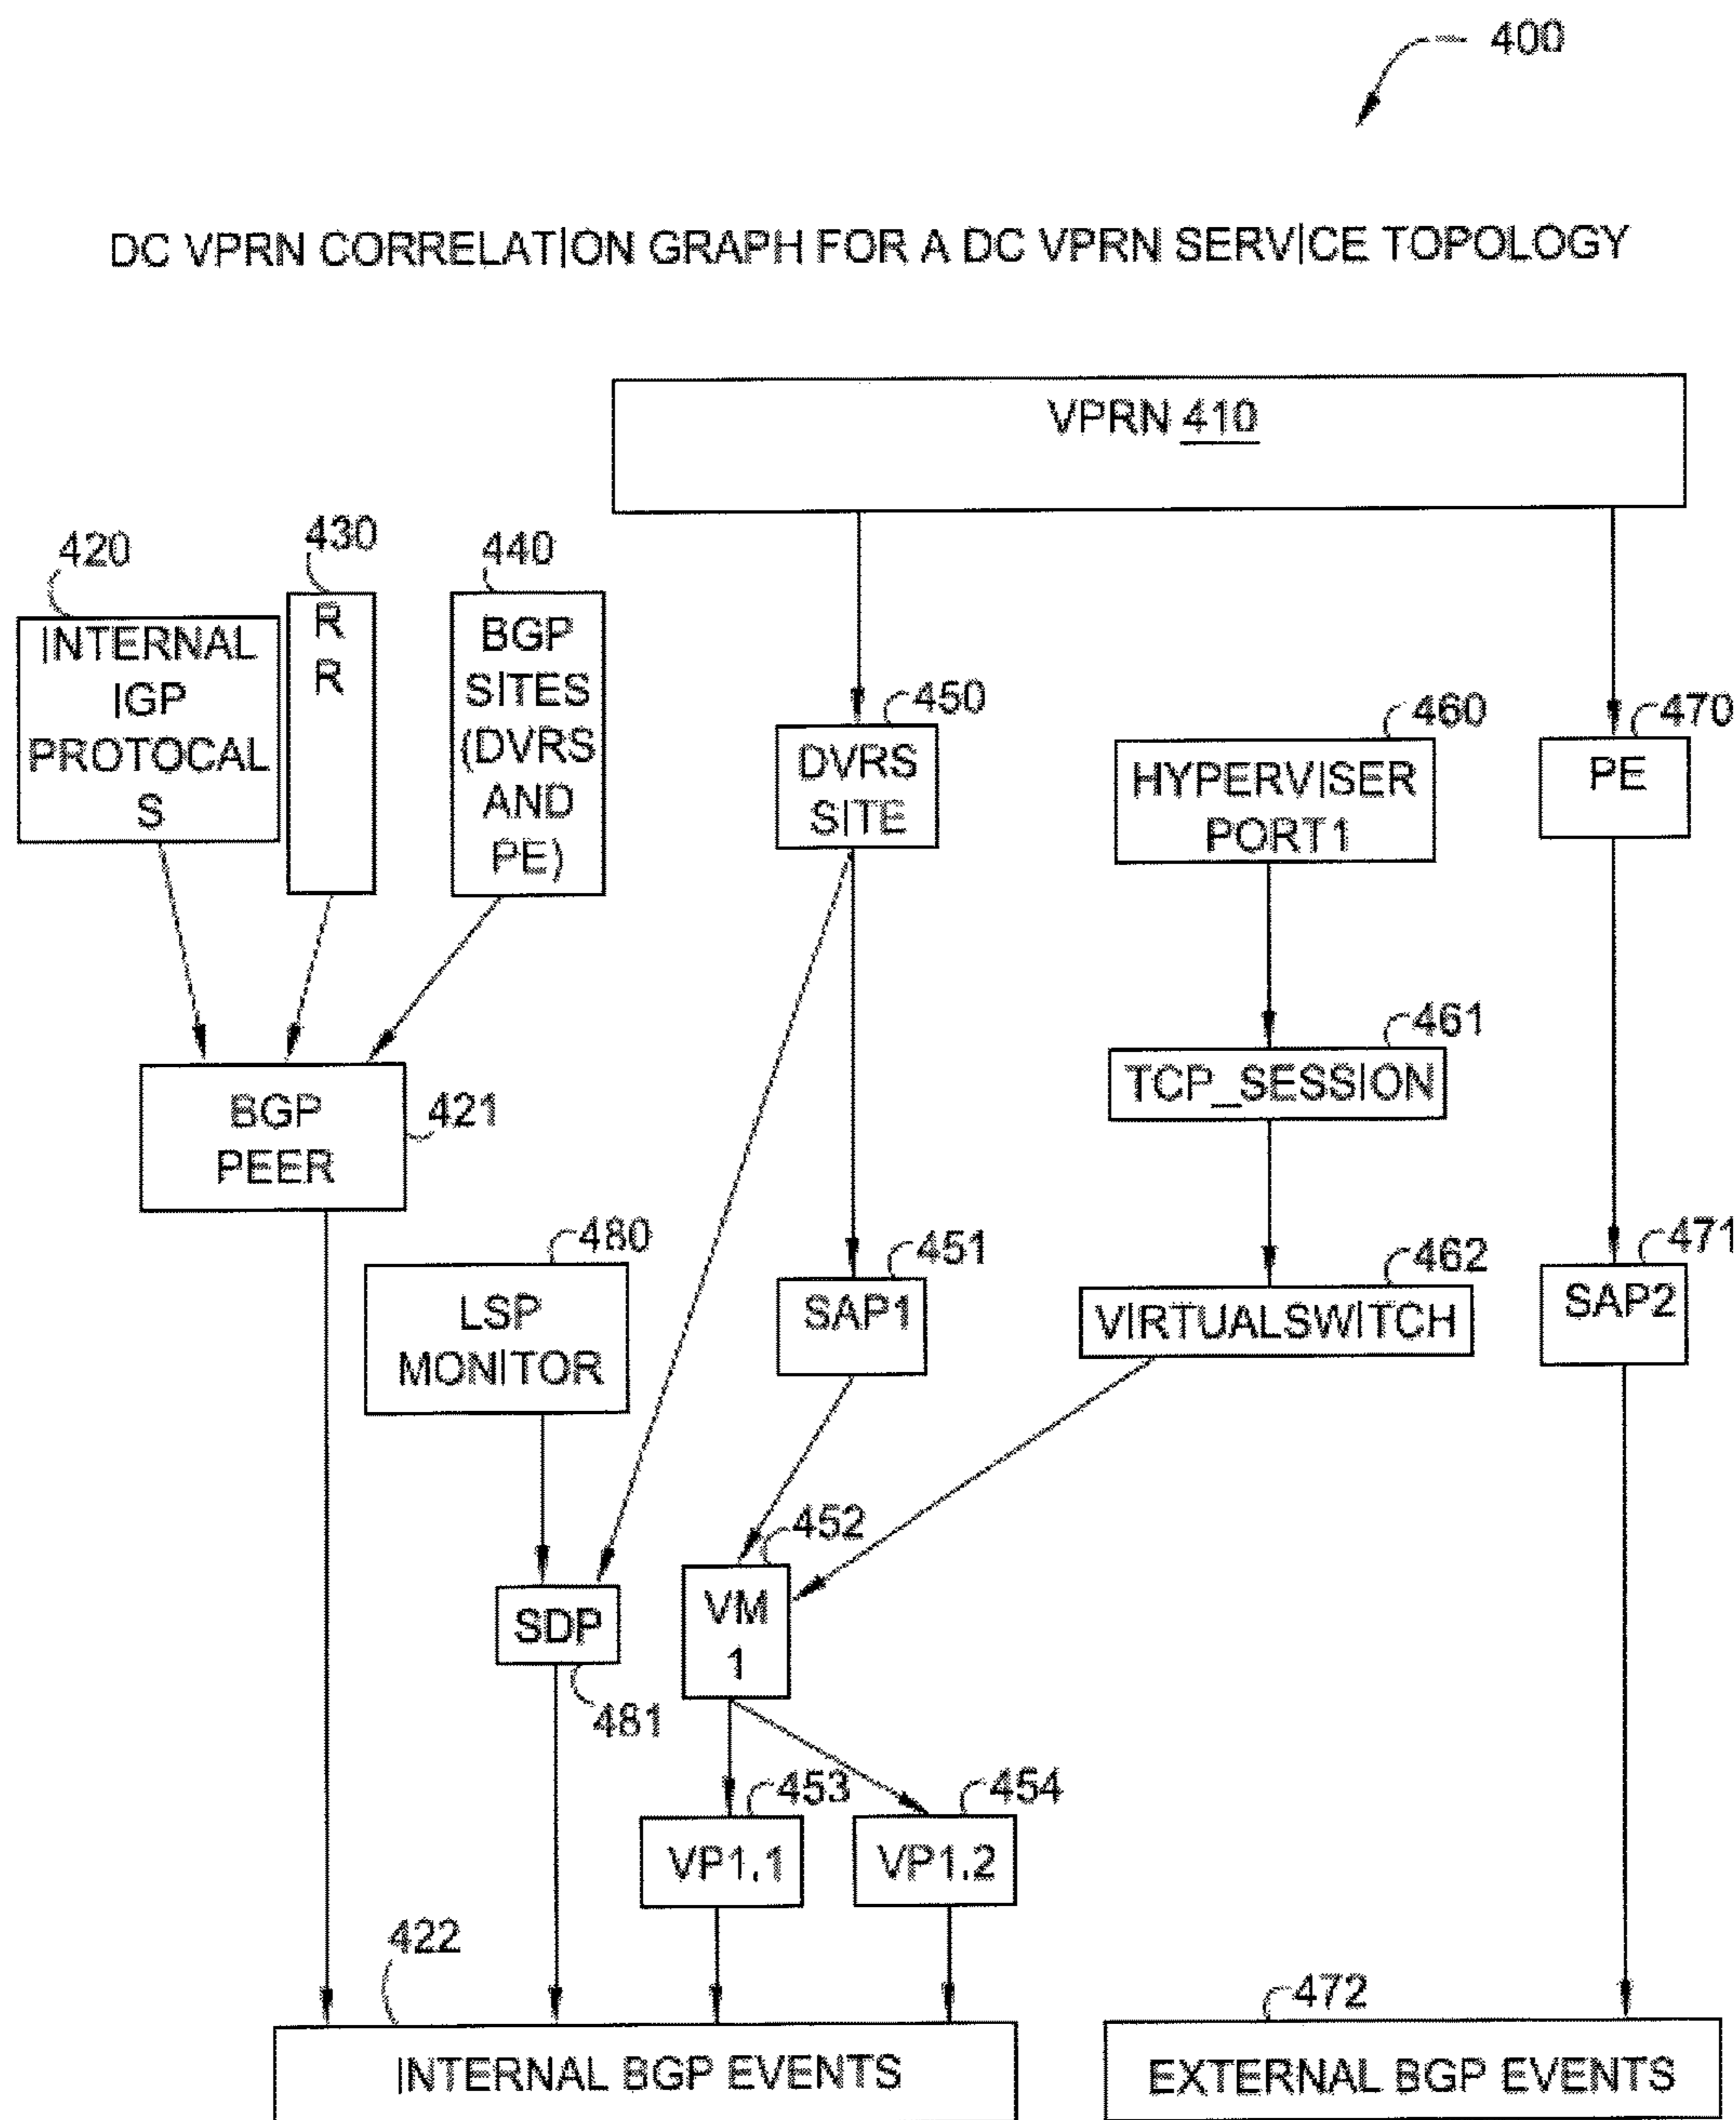 400
DC VPRN CORRELATION GRAPH FOR A DC VPRN SERVICE TOPOLOGY
VPRN 410
420
430
440
INTERNAL
IGP
PROTOCAL
S
R
R
BGP
SITES
(DVRS
AND
PE)
450
DVRS
SITE
460
HYPERVISER
PORT1
470
PE
BGP
PEER
421
461
TCP_SESSION
480
LSP
MONITOR
451
SAP1
462
VIRTUALSWITCH
471
SAP2
452
VM
1
SDP
481
453
VP1.1
454
VP1.2
422
INTERNAL BGP EVENTS
472
EXTERNAL BGP EVENTS